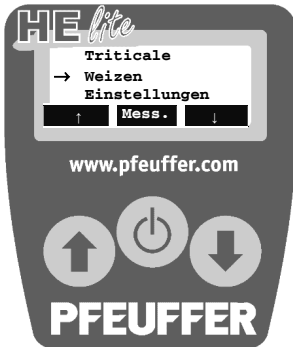 HE lite
Triticale
→ Weizen
Einstellungen
↑ Mess. ↓
www.pfeuffer.com
PFEUFFER